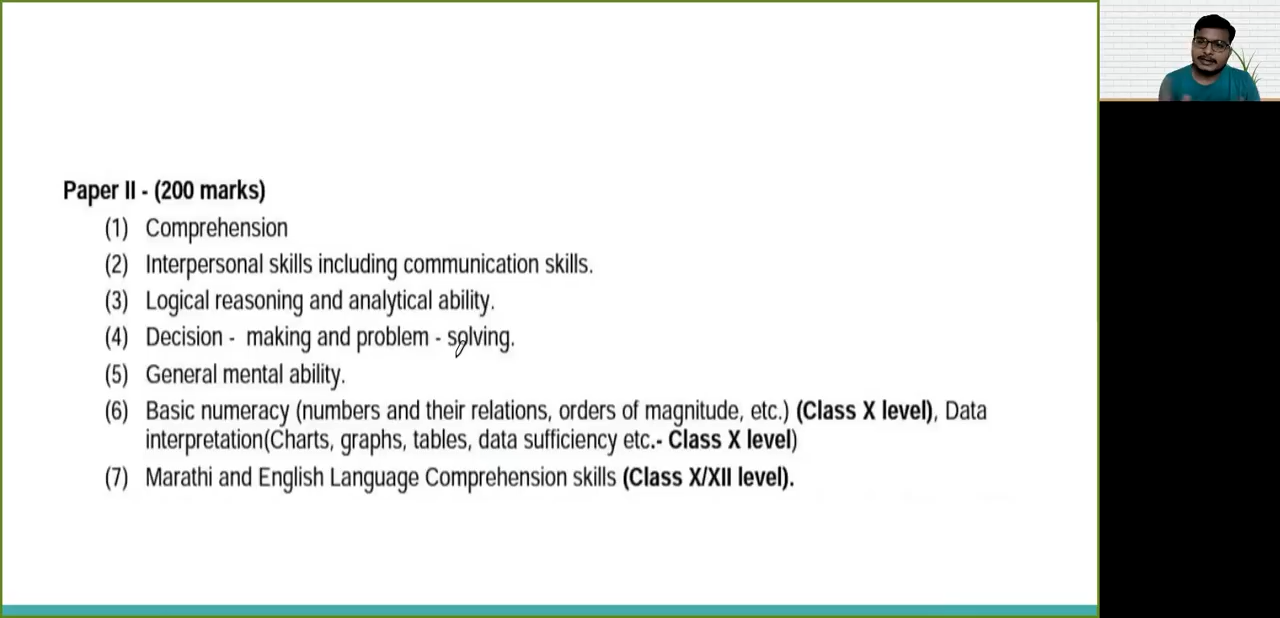 Paper II - (200 marks)
(1) Comprehension
(2) Interpersonal skills including communication skills.
(3) Logical reasoning and analytical ability.
(4) Decision - making and problem - solving.
(5) General mental ability.
(6) Basic numeracy (numbers and their relations, orders of magnitude, etc.) (Class X level), Data
interpretation(Charts, graphs, tables, data sufficiency etc.- Class X level)
(7) Marathi and English Language Comprehension skills (Class X/XII level).